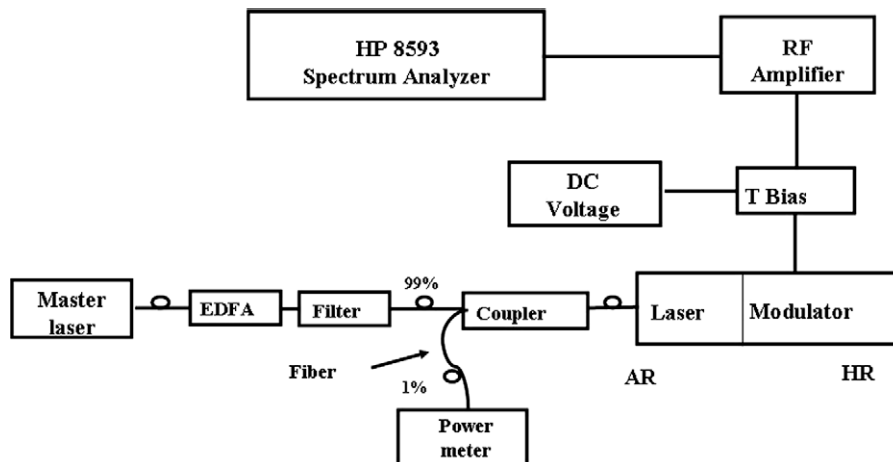 HP 8593
Spectrum Analyzer
RF
Amplifier
DC
Voltage
T Bias
Master
laser
EDFA
Filter
99%
Coupler
Laser
Modulator
Fiber
1%
AR
HR
Power
meter